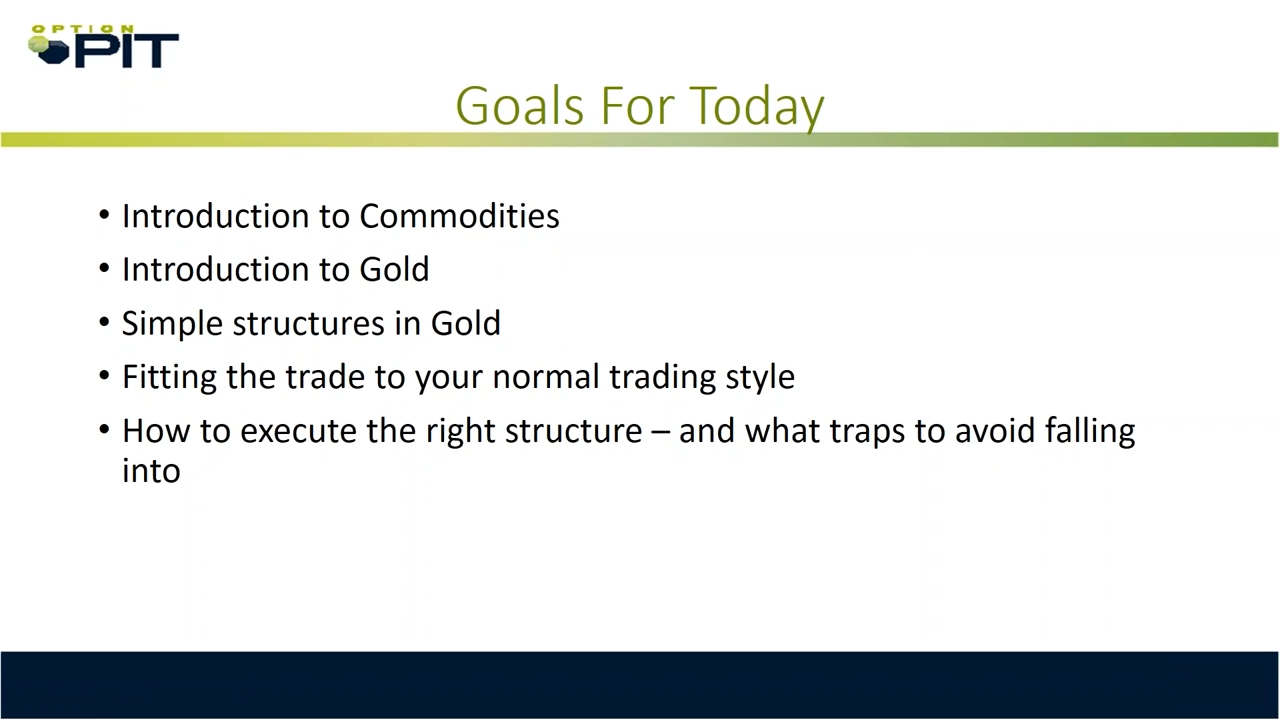 OPTION
PIT
Goals For Today
• Introduction to Commodities
• Introduction to Gold
• Simple structures in Gold
• Fitting the trade to your normal trading style
• How to execute the right structure – and what traps to avoid falling
into